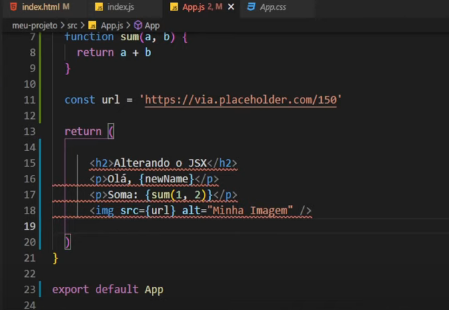 index.html M index.js App.js 2, M × App.css
meu-projeto > src > App.js > App
7 function sum(a, b) {
8 return a + b
9 }
10
11 const url = 'https://via.placeholder.com/150'
12
13 return (
14
15 <h2>Alterando o JSX</h2>
16 <p>Olá, {newName}</p>
17 <p>Soma: {sum(1, 2)}</p>
18 <img src={url} alt="Minha Imagem" />
19
20 )
21 }
22
23 export default App
24